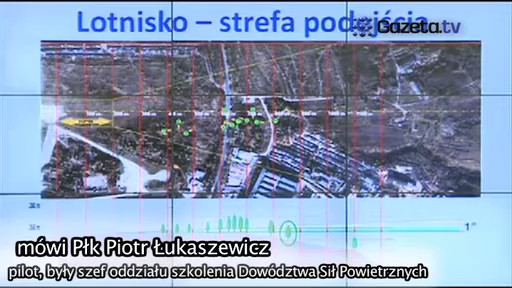 Lotnisko – strefa podejścia
Gazeta.tv
mówi Płk Piotr Łukaszewicz
pilot, były szef oddziału szkolenia Dowództwa Sił Powietrznych